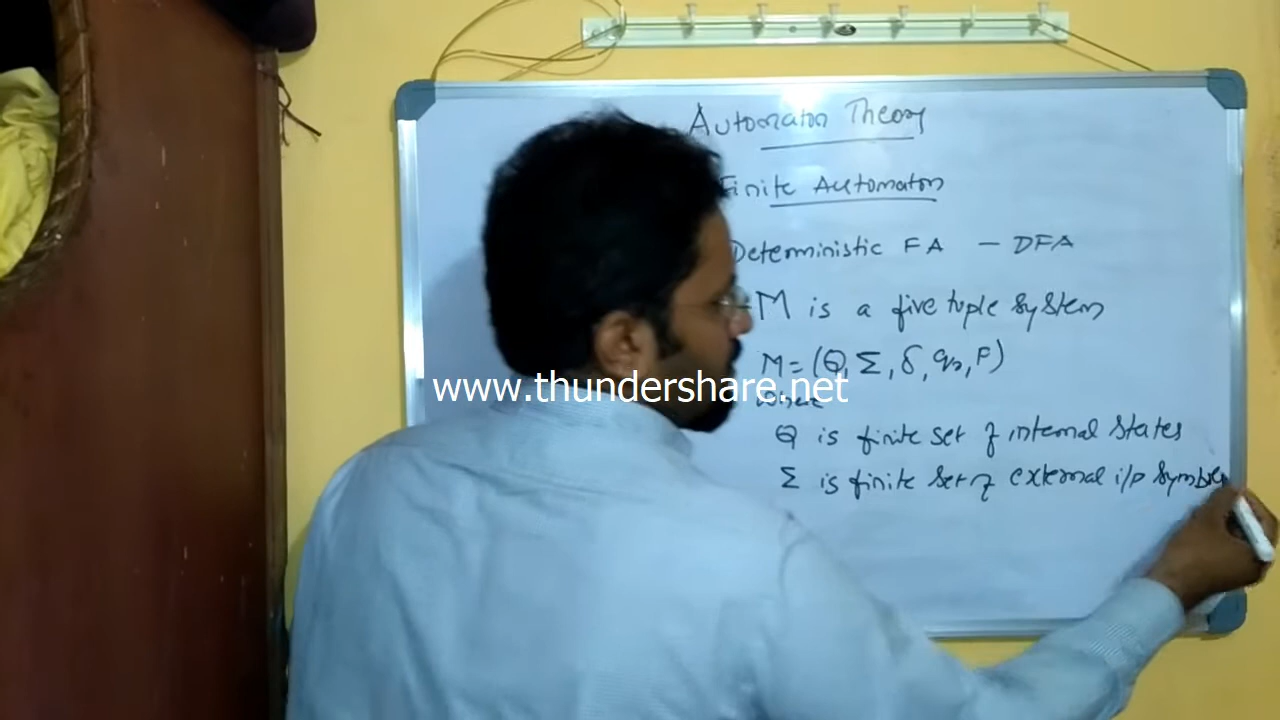 Automaton Theory
Finite Automaton
Deterministic FA - DFA
M is a five tuple system
M = (Q, Σ, δ, q₀, F)
www.thundershare.net
where
Q is finite set of internal states
Σ is finite set of external i/p symbols